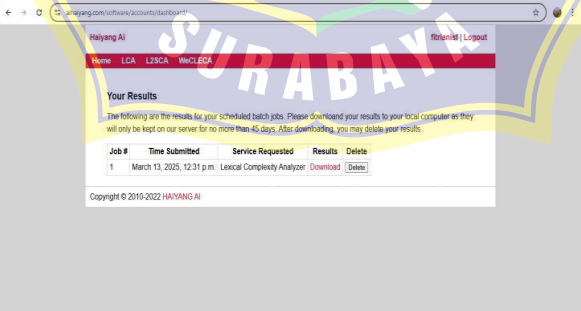 aihaiyang.com/software/accounts/dashboard/
Haiyang Ai
fitrianisf | Logout
Home LCA L2SCA WeCLECA
SURABAYA
Your Results
The following are the results for your scheduled batch jobs. Please downloand your results to your local computer as they
will only be kept on our server for no more than 45 days. After downloading, you may delete your results.
Job # Time Submitted Service Requested Results Delete
1 March 13, 2025, 12:31 p.m. Lexical Complexity Analyzer Download Delete
Copyright © 2010-2022 HAIYANG AI